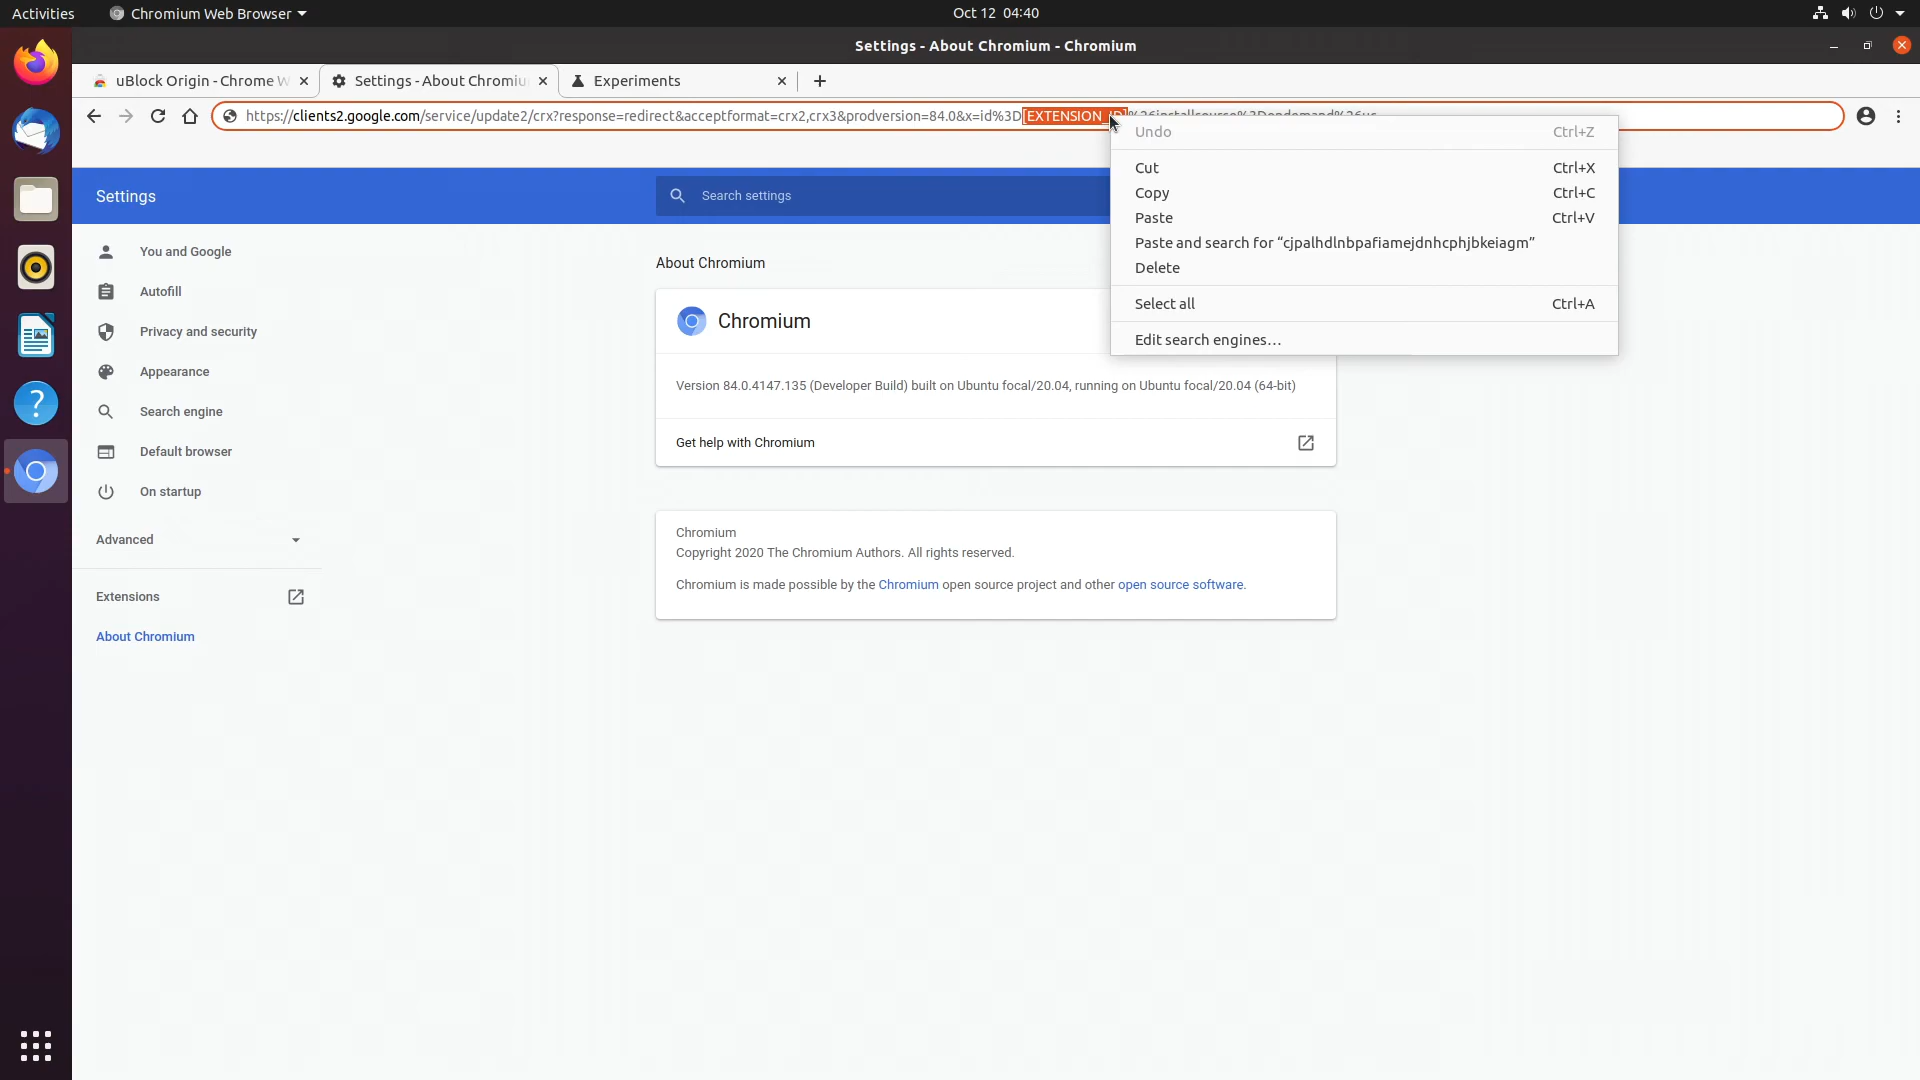 Activities
Chromium Web Browser
Oct 12 04:40
Settings - About Chromium - Chromium
uBlock Origin - Chrome W
Settings - About Chromiu
Experiments
https://clients2.google.com/service/update2/crx?response=redirect&acceptformat=crx2,crx3&prodversion=84.0&x=id%3D[EXTENSION_ID]%26installsource%3Dondemand%26uc
Undo Ctrl+Z
Cut Ctrl+X
Copy Ctrl+C
Paste Ctrl+V
Paste and search for “cjpalhdlnbpafiamejdnhcphjbkeiagm”
Delete
Select all Ctrl+A
Edit search engines…
Settings
Search settings
You and Google
Autofill
Privacy and security
Appearance
Search engine
Default browser
On startup
Advanced
Extensions
About Chromium
About Chromium
Chromium
Version 84.0.4147.135 (Developer Build) built on Ubuntu focal/20.04, running on Ubuntu focal/20.04 (64-bit)
Get help with Chromium
Chromium
Copyright 2020 The Chromium Authors. All rights reserved.
Chromium is made possible by the Chromium open source project and other open source software.